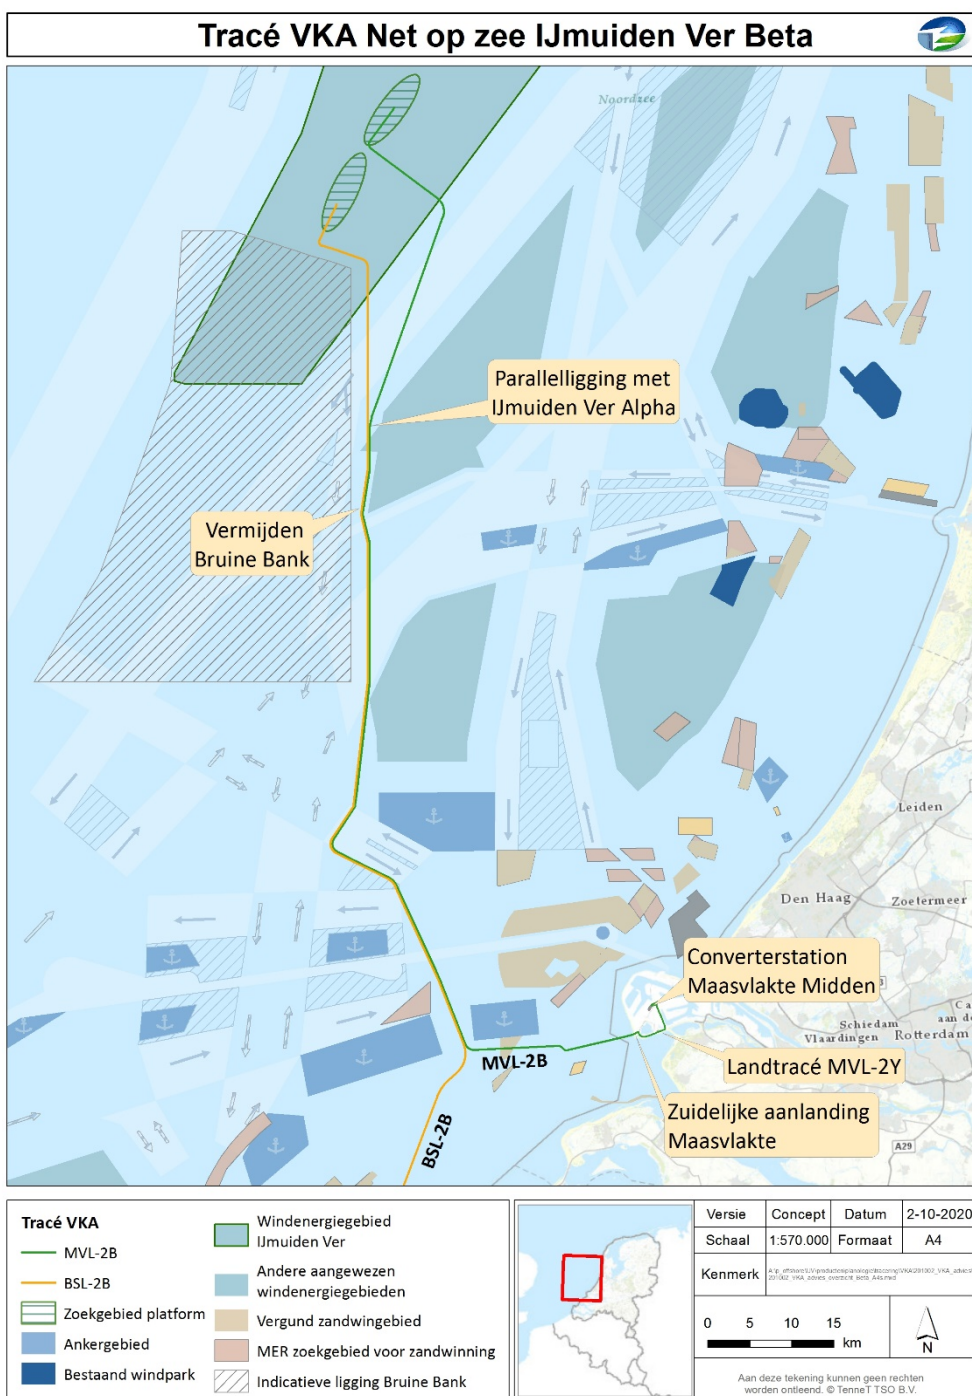 Tracé VKA Net op zee IJmuiden Ver Beta
Noordzee
Parallelligging met
IJmuiden Ver Alpha
Vermijden
Bruine Bank
Leiden
Den Haag
Zoetermeer
Converterstation
Maasvlakte Midden
Schiedam
Vlaardingen
Rotterdam
MVL-2B
Landtracé MVL-2Y
Zuidelijke aanlanding
Maasvlakte
BSL-2B
A29
Tracé VKA
MVL-2B
BSL-2B
Zoekgebied platform
Ankergebied
Bestaand windpark
Windenergiegebied
IJmuiden Ver
Andere aangewezen
windenergiegebieden
Vergund zandwingebied
MER zoekgebied voor zandwinning
Indicatieve ligging Bruine Bank
Versie Concept Datum 2-10-2020
Schaal 1:570.000 Formaat A4
Kenmerk
0 5 10 15
km
N
Aan deze tekening kunnen geen rechten
worden ontleend. © TenneT TSO B.V.